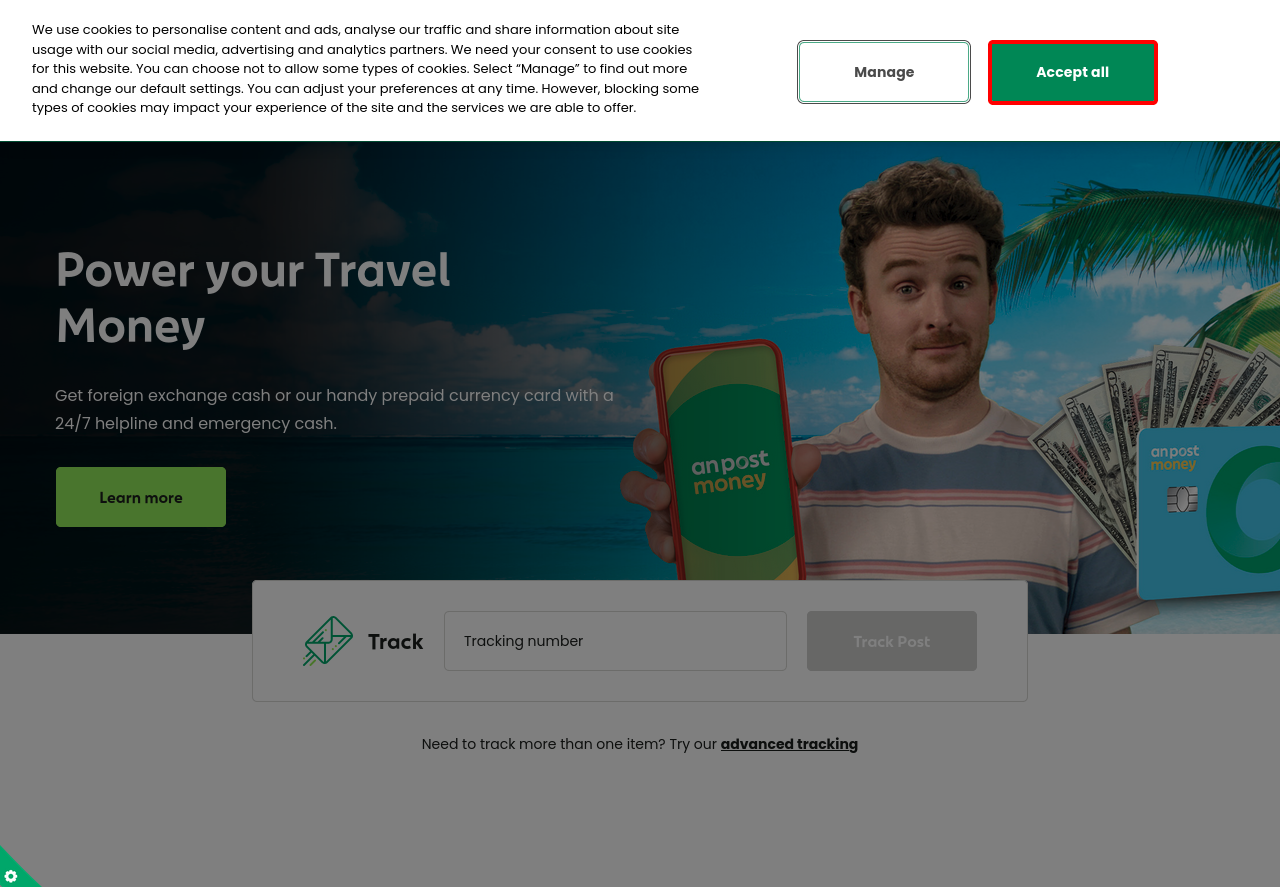 We use cookies to personalise content and ads, analyse our traffic and share information about site
usage with our social media, advertising and analytics partners. We need your consent to use cookies
for this website. You can choose not to allow some types of cookies. Select “Manage” to find out more
and change our default settings. You can adjust your preferences at any time. However, blocking some
types of cookies may impact your experience of the site and the services we are able to offer.
Manage
Accept all
Power your Travel
Money
Get foreign exchange cash or our handy prepaid currency card with a
24/7 helpline and emergency cash.
Learn more
an post
money
an post
money
Track
Tracking number
Track Post
Need to track more than one item? Try our advanced tracking